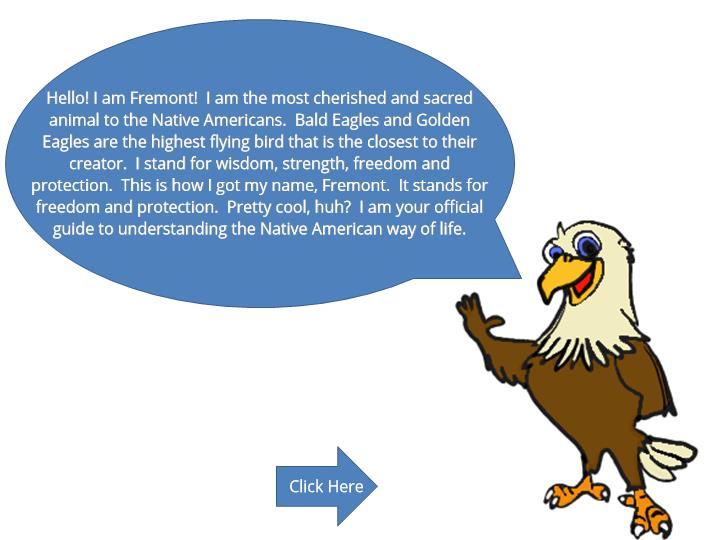 Hello! I am Fremont!  I am the most cherished and sacred
animal to the Native Americans.  Bald Eagles and Golden
Eagles are the highest flying bird that is the closest to their
creator.  I stand for wisdom, strength, freedom and
protection.  This is how I got my name, Fremont.  It stands for
freedom and protection.  Pretty cool, huh?  I am your official
guide to understanding the Native American way of life.
Click Here